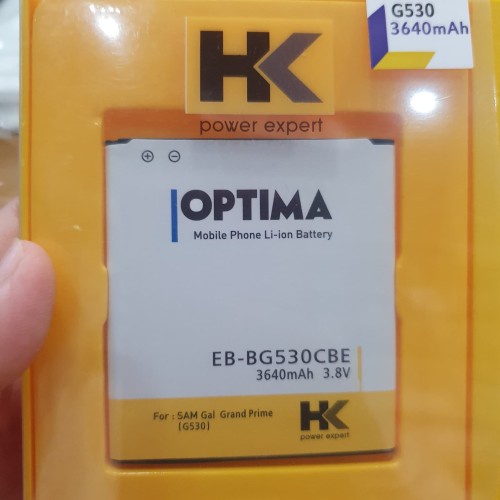 G530
3640mAh
HK
power expert
OPTIMA
Mobile Phone Li-ion Battery
EB-BG530CBE
3640mAh 3.8V
For : SAM Gal Grand Prime
(G530)
HK
power expert